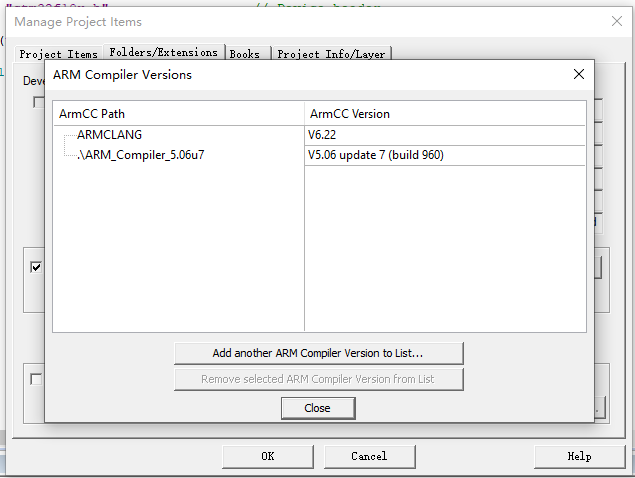 // Device header
Manage Project Items
Project Items
Folders/Extensions
Books
Project Info/Layer
ARM Compiler Versions
ArmCC Path
ArmCC Version
ARMCLANG
V6.22
.\ARM_Compiler_5.06u7
V5.06 update 7 (build 960)
Add another ARM Compiler Version to List...
Remove selected ARM Compiler Version from List
Close
OK
Cancel
Help